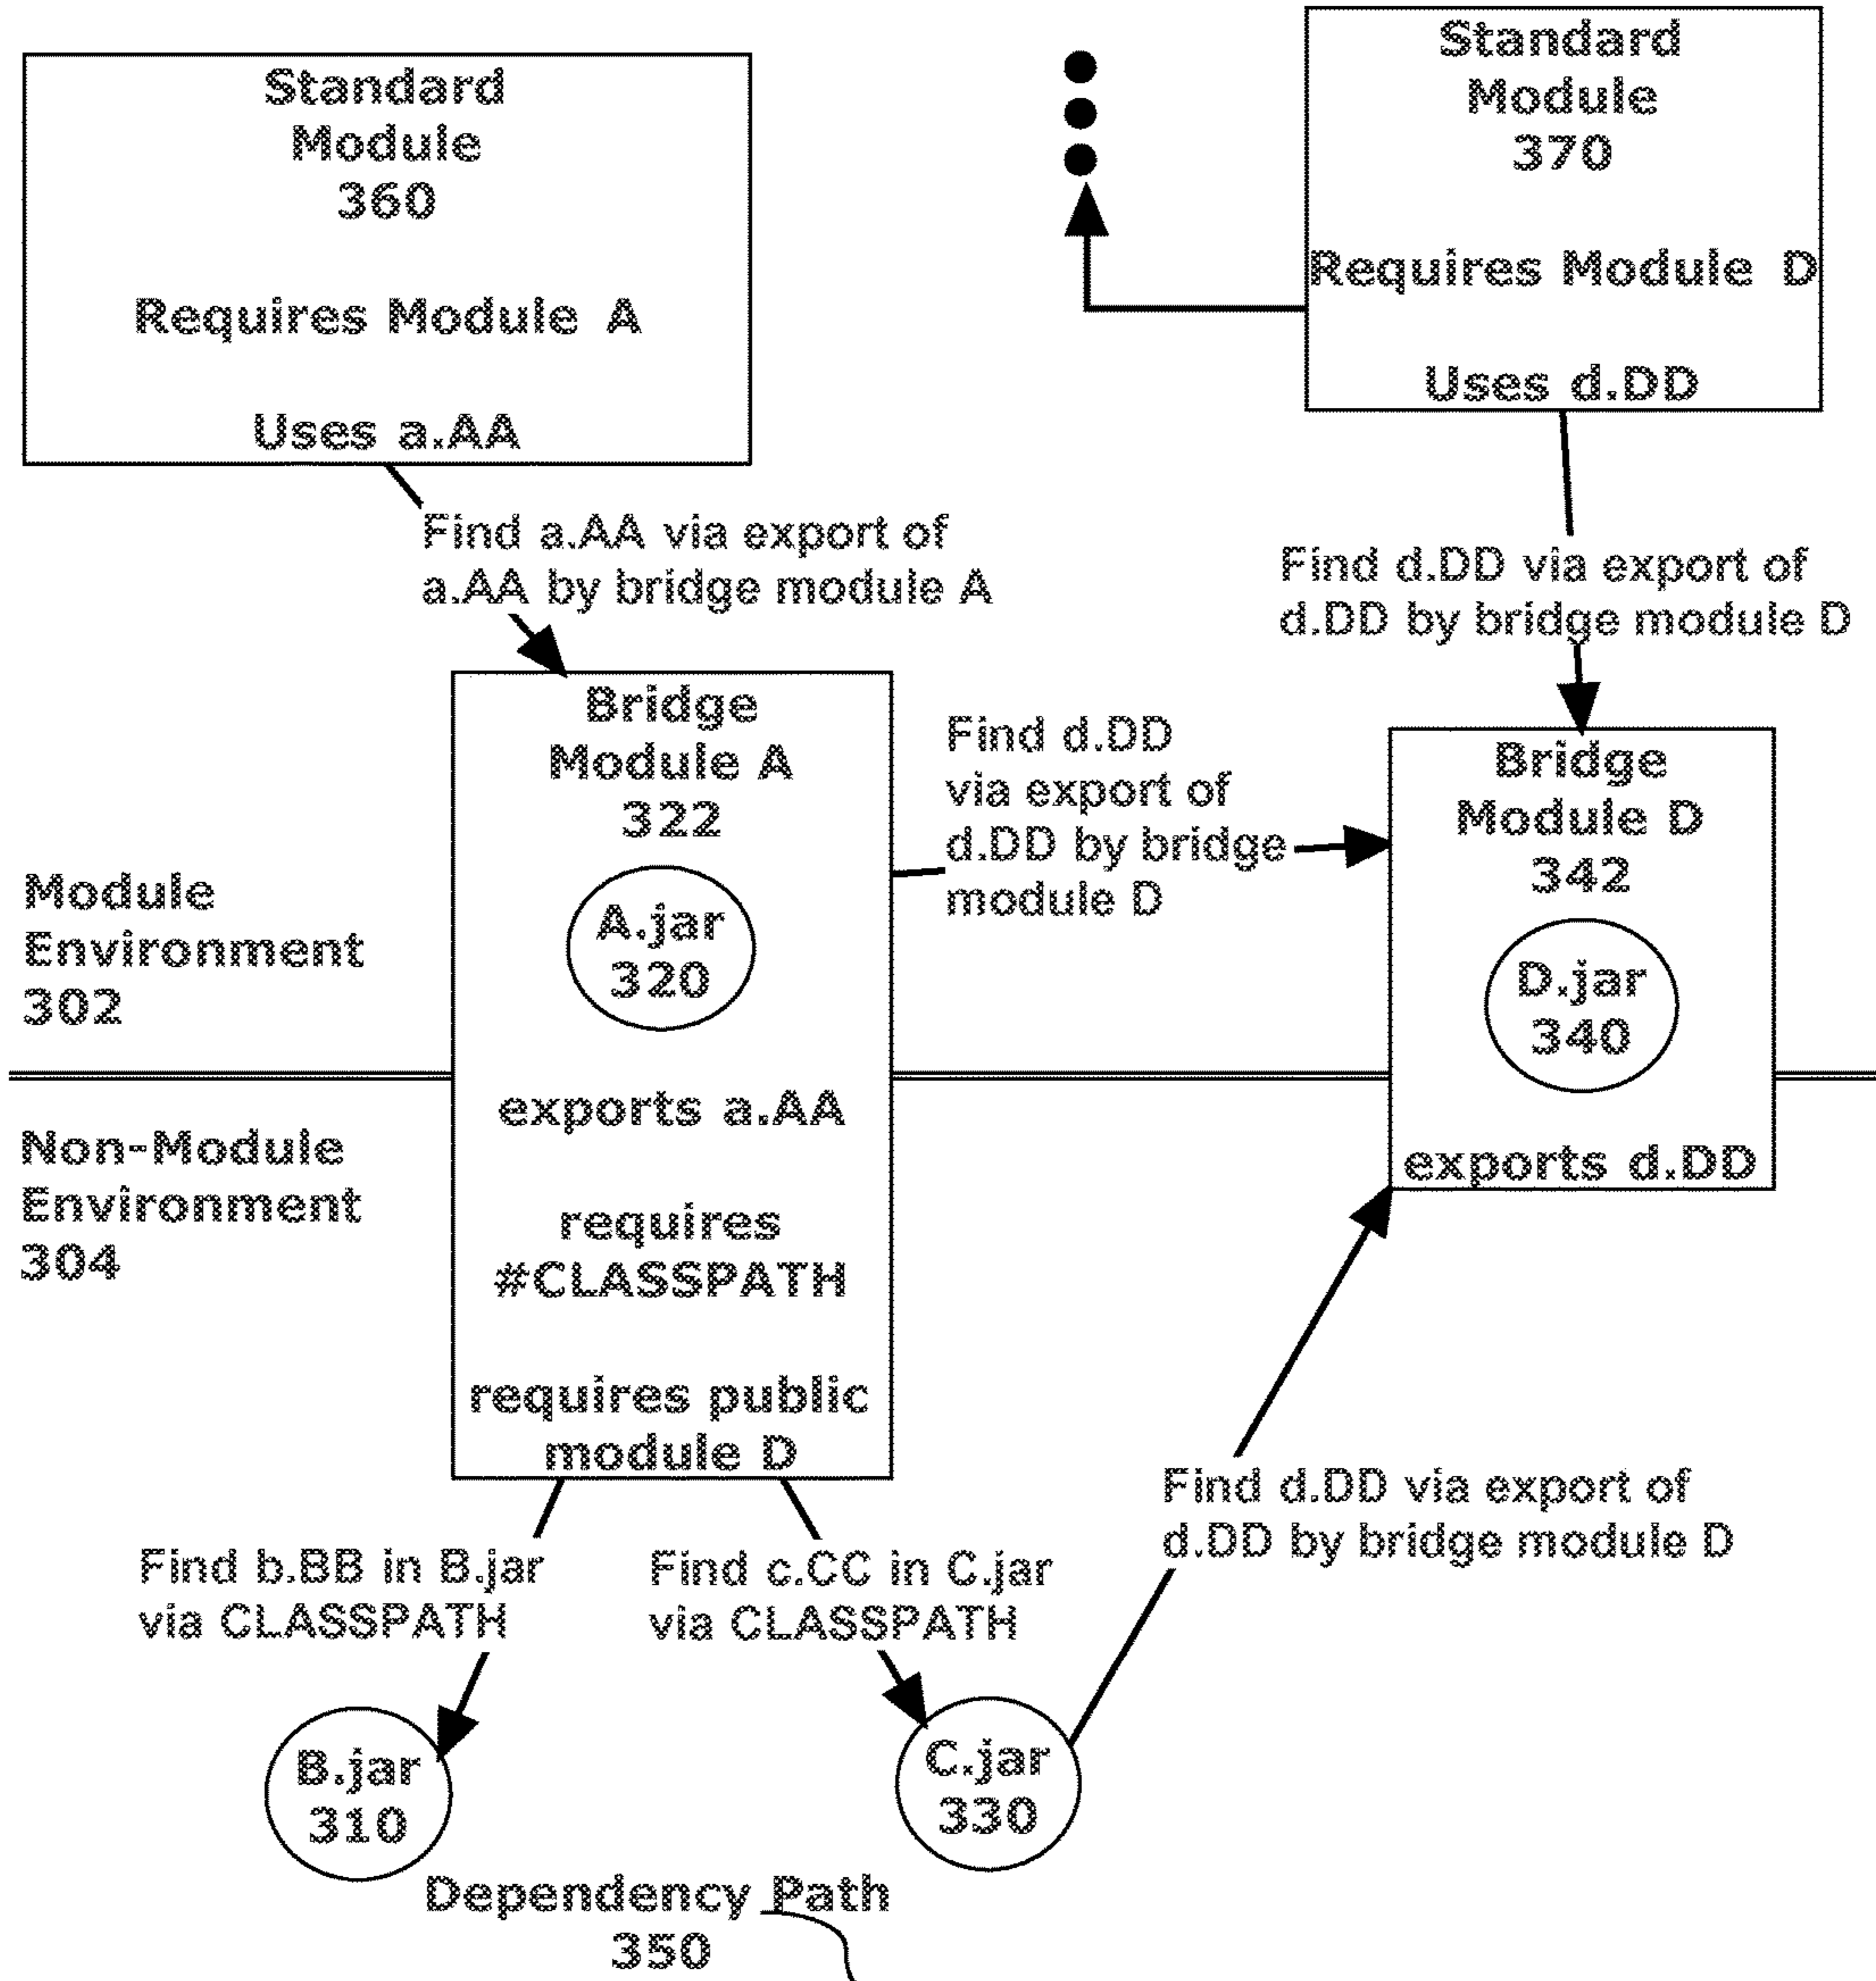 Standard
Module
360
Requires Module A
Uses a.AA
Standard
Module
370
Requires Module D
Uses d.DD
Find a.AA via export of
a.AA by bridge module A
Find d.DD via export of
d.DD by bridge module D
Bridge
Module A
322
A.jar
320
exports a.AA
requires
#CLASSPATH
requires public
module D
Find d.DD
via export of
d.DD by bridge
module D
Bridge
Module D
342
D.jar
340
exports d.DD
Module
Environment
302
Non-Module
Environment
304
Find b.BB in B.jar
via CLASSPATH
Find c.CC in C.jar
via CLASSPATH
Find d.DD via export of
d.DD by bridge module D
B.jar
310
C.jar
330
Dependency Path
350